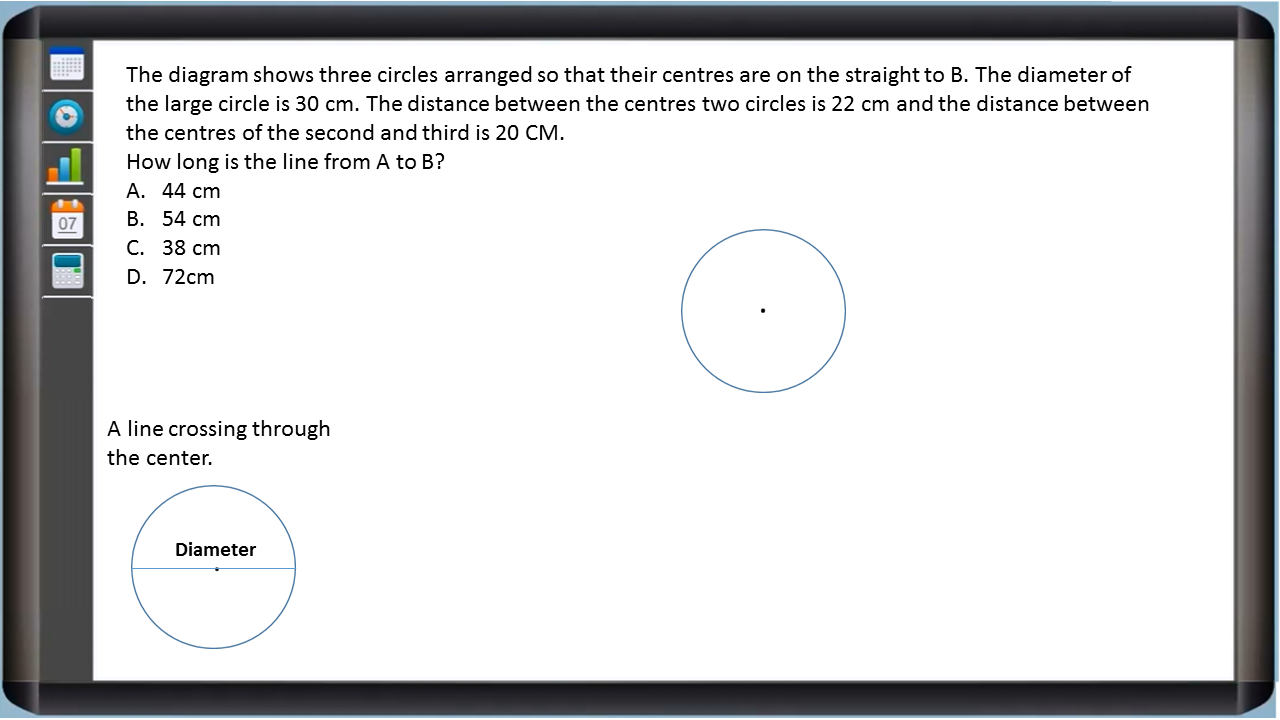 The diagram shows three circles arranged so that their centres are on the straight to B. The diameter of
the large circle is 30 cm. The distance between the centres two circles is 22 cm and the distance between
the centres of the second and third is 20 CM.
How long is the line from A to B?
A. 44 cm
B. 54 cm
C. 38 cm
D. 72cm
07
A line crossing through
the center.
Diameter